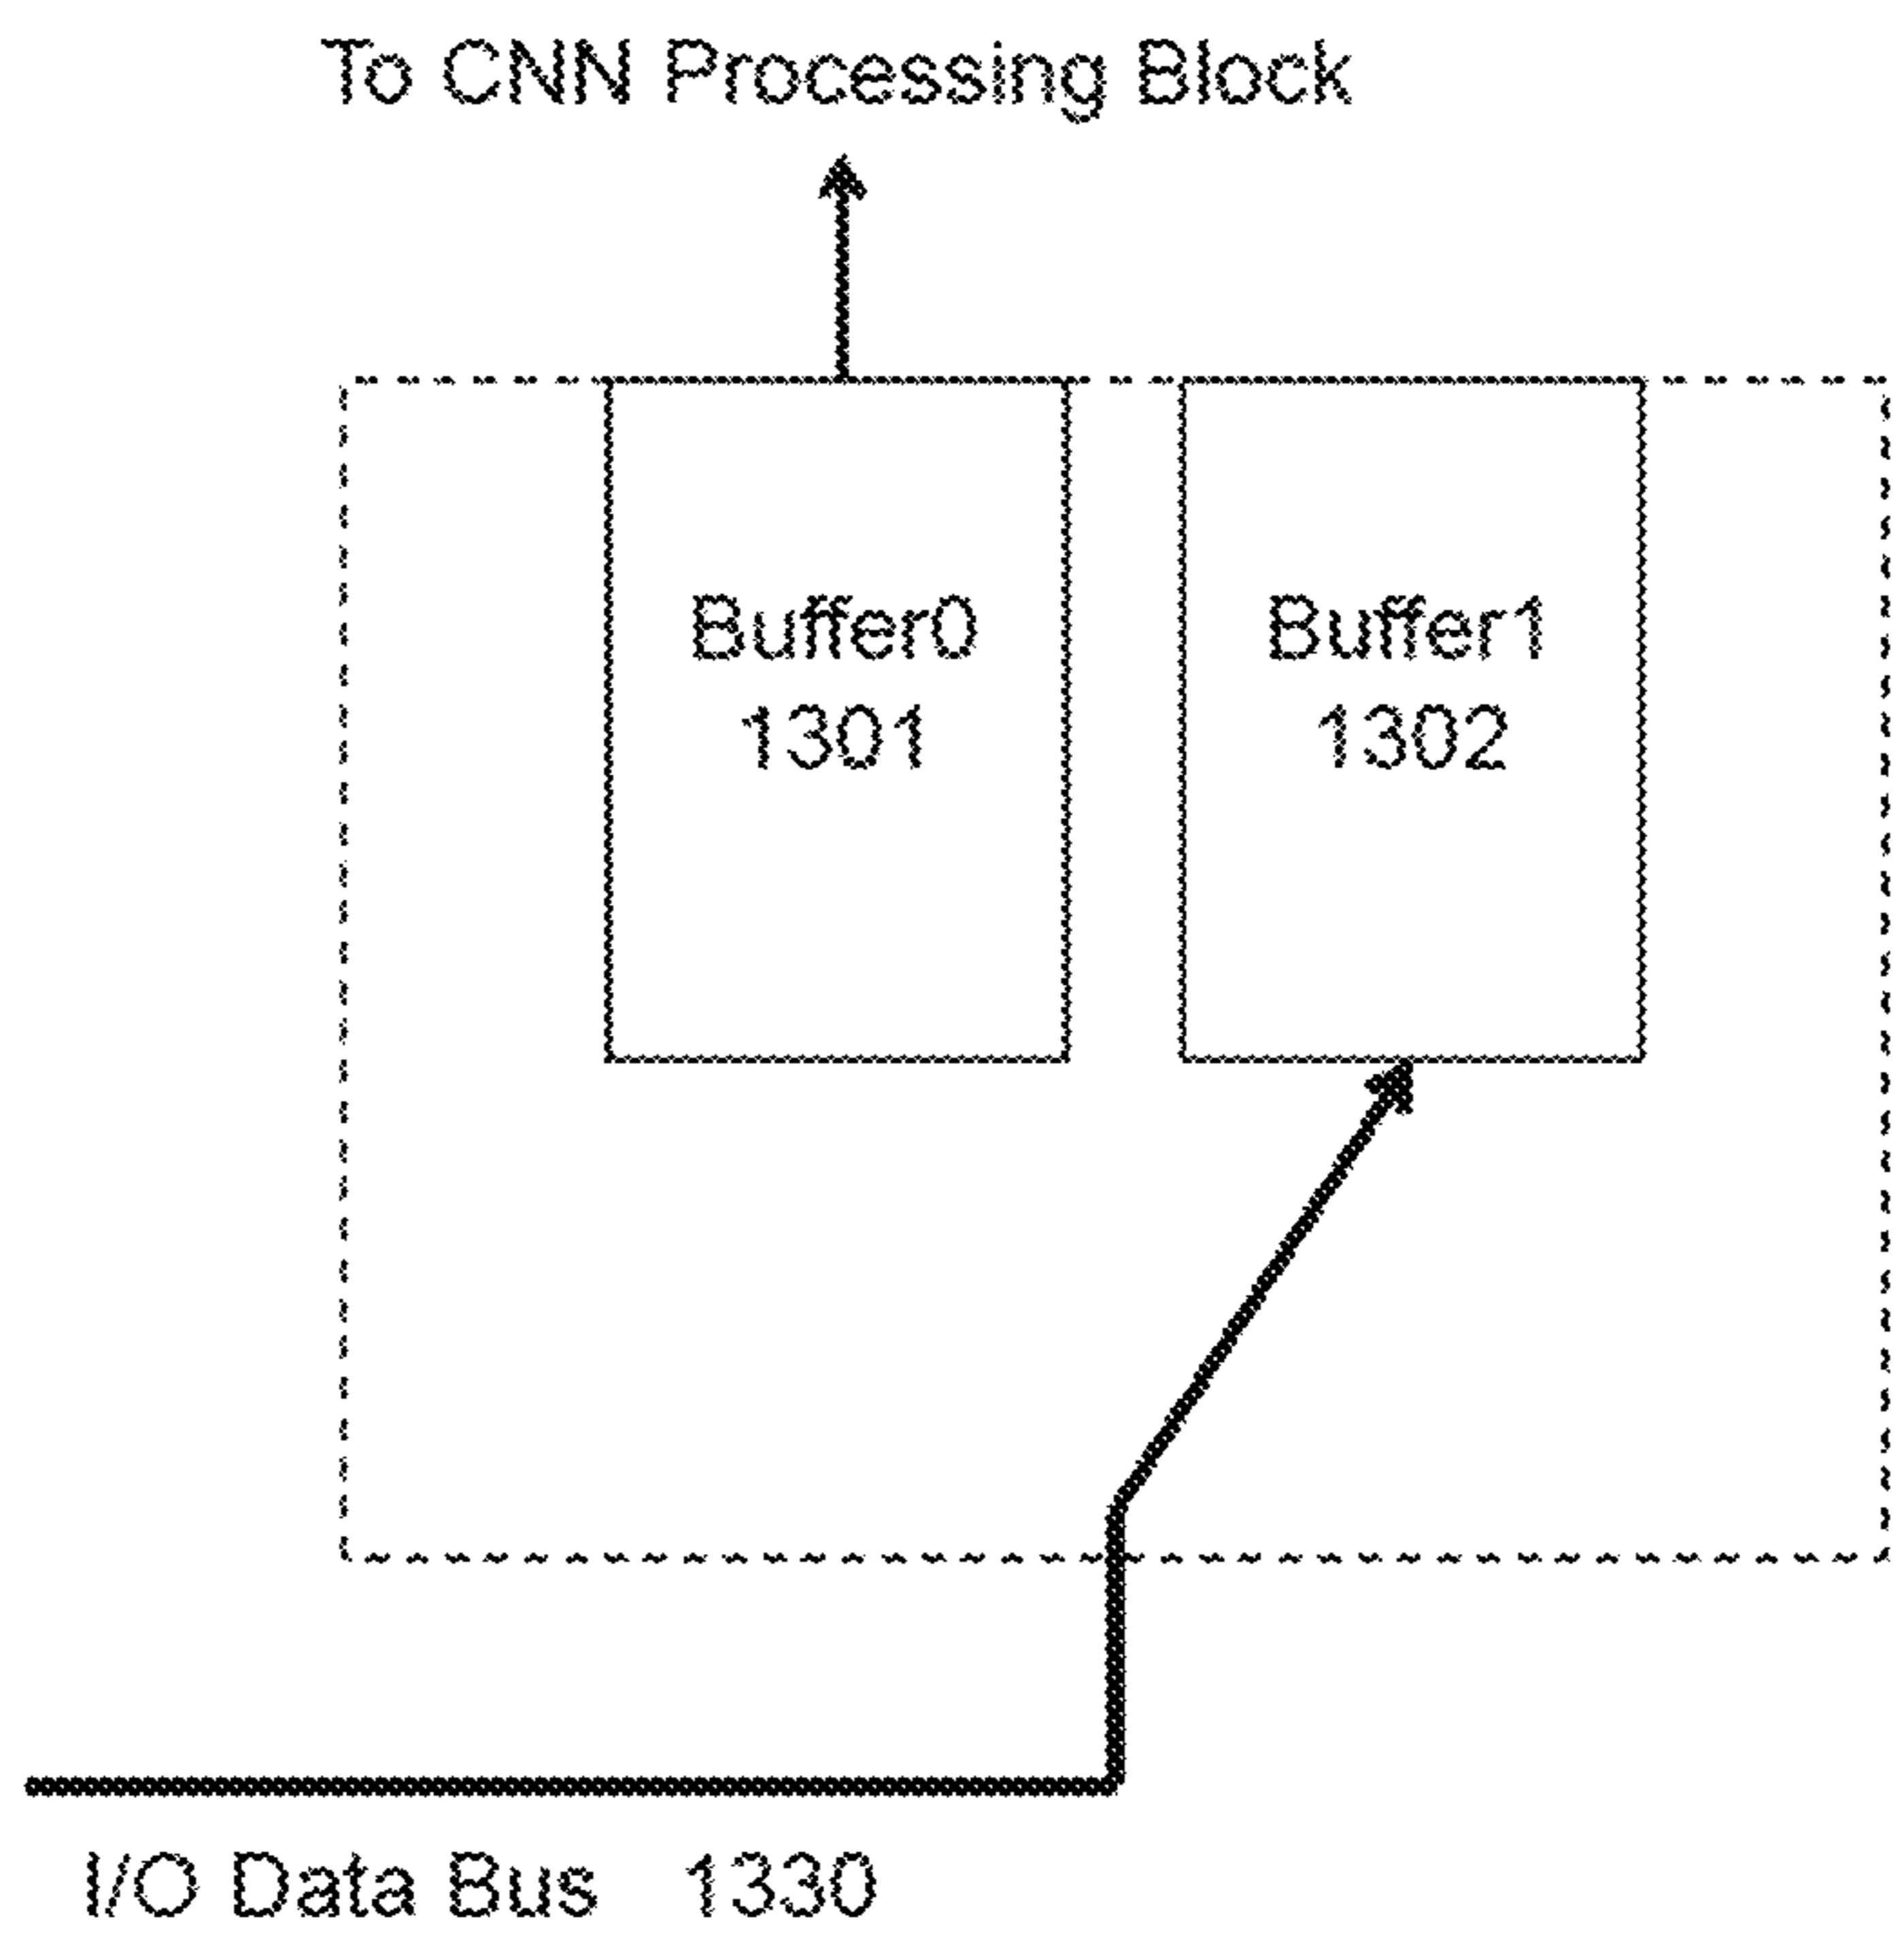 To CNN Processing Block
Buffer0
1301
Buffer1
1302
I/O Data Bus 1330